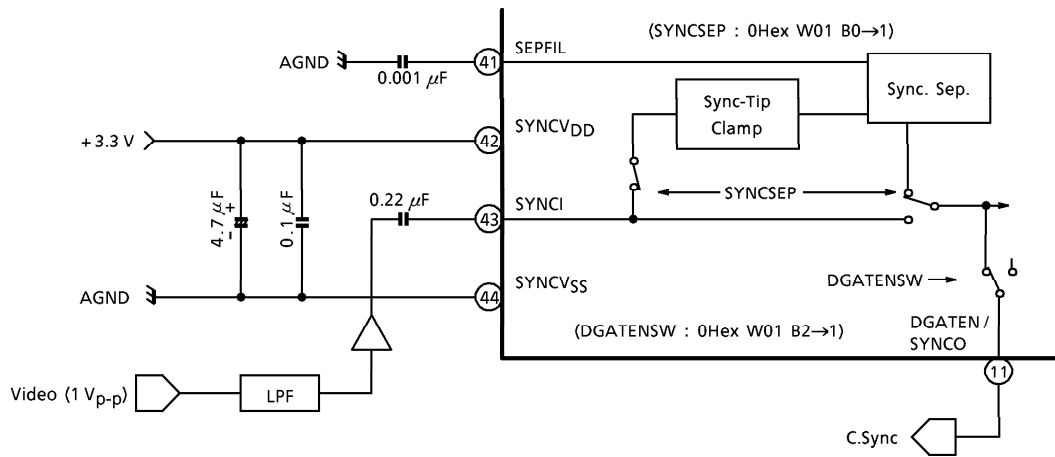 (SYNCSEP : 0Hex W01 B0→1)
AGND
0.001 μF
41
SEPFIL
Sync. Sep.
Sync-Tip
Clamp
+3.3 V
42
SYNCVDD
4.7 μF
+
-
0.1 μF
0.22 μF
43
SYNCI
SYNCSEP
AGND
44
SYNCVSS
DGATENSW
(DGATENSW : 0Hex W01 B2→1)
DGATEN /
SYNCO
11
Video (1 Vp-p)
LPF
C.Sync